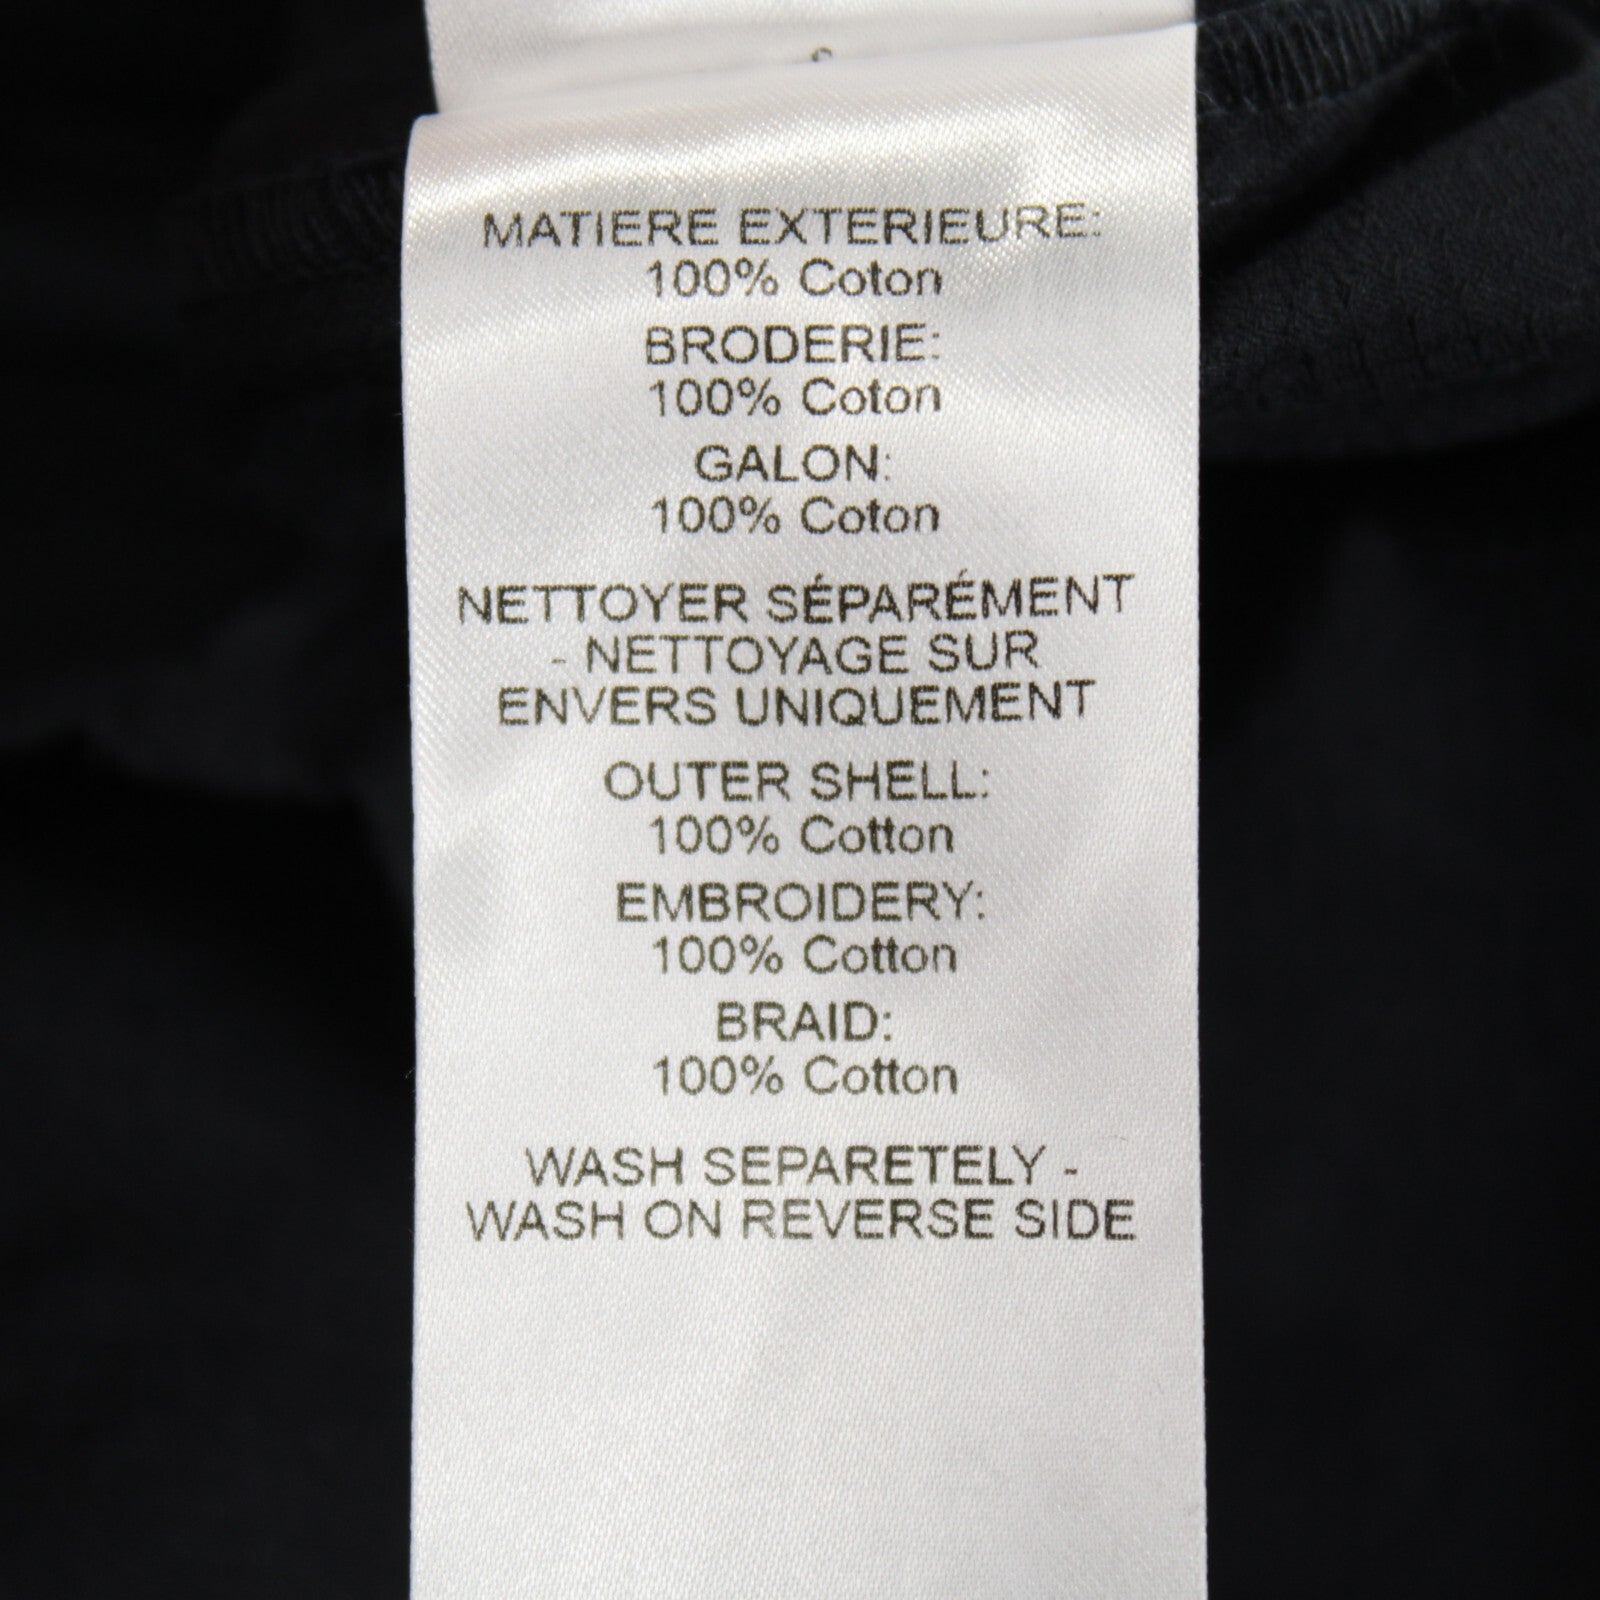 MATIERE EXTERIEURE:
100% Coton
BRODERIE:
100% Coton
GALON:
100% Coton
NETTOYER SÉPARÉMENT
- NETTOYAGE SUR
ENVERS UNIQUEMENT
OUTER SHELL:
100% Cotton
EMBROIDERY:
100% Cotton
BRAID:
100% Cotton
WASH SEPARETELY -
WASH ON REVERSE SIDE